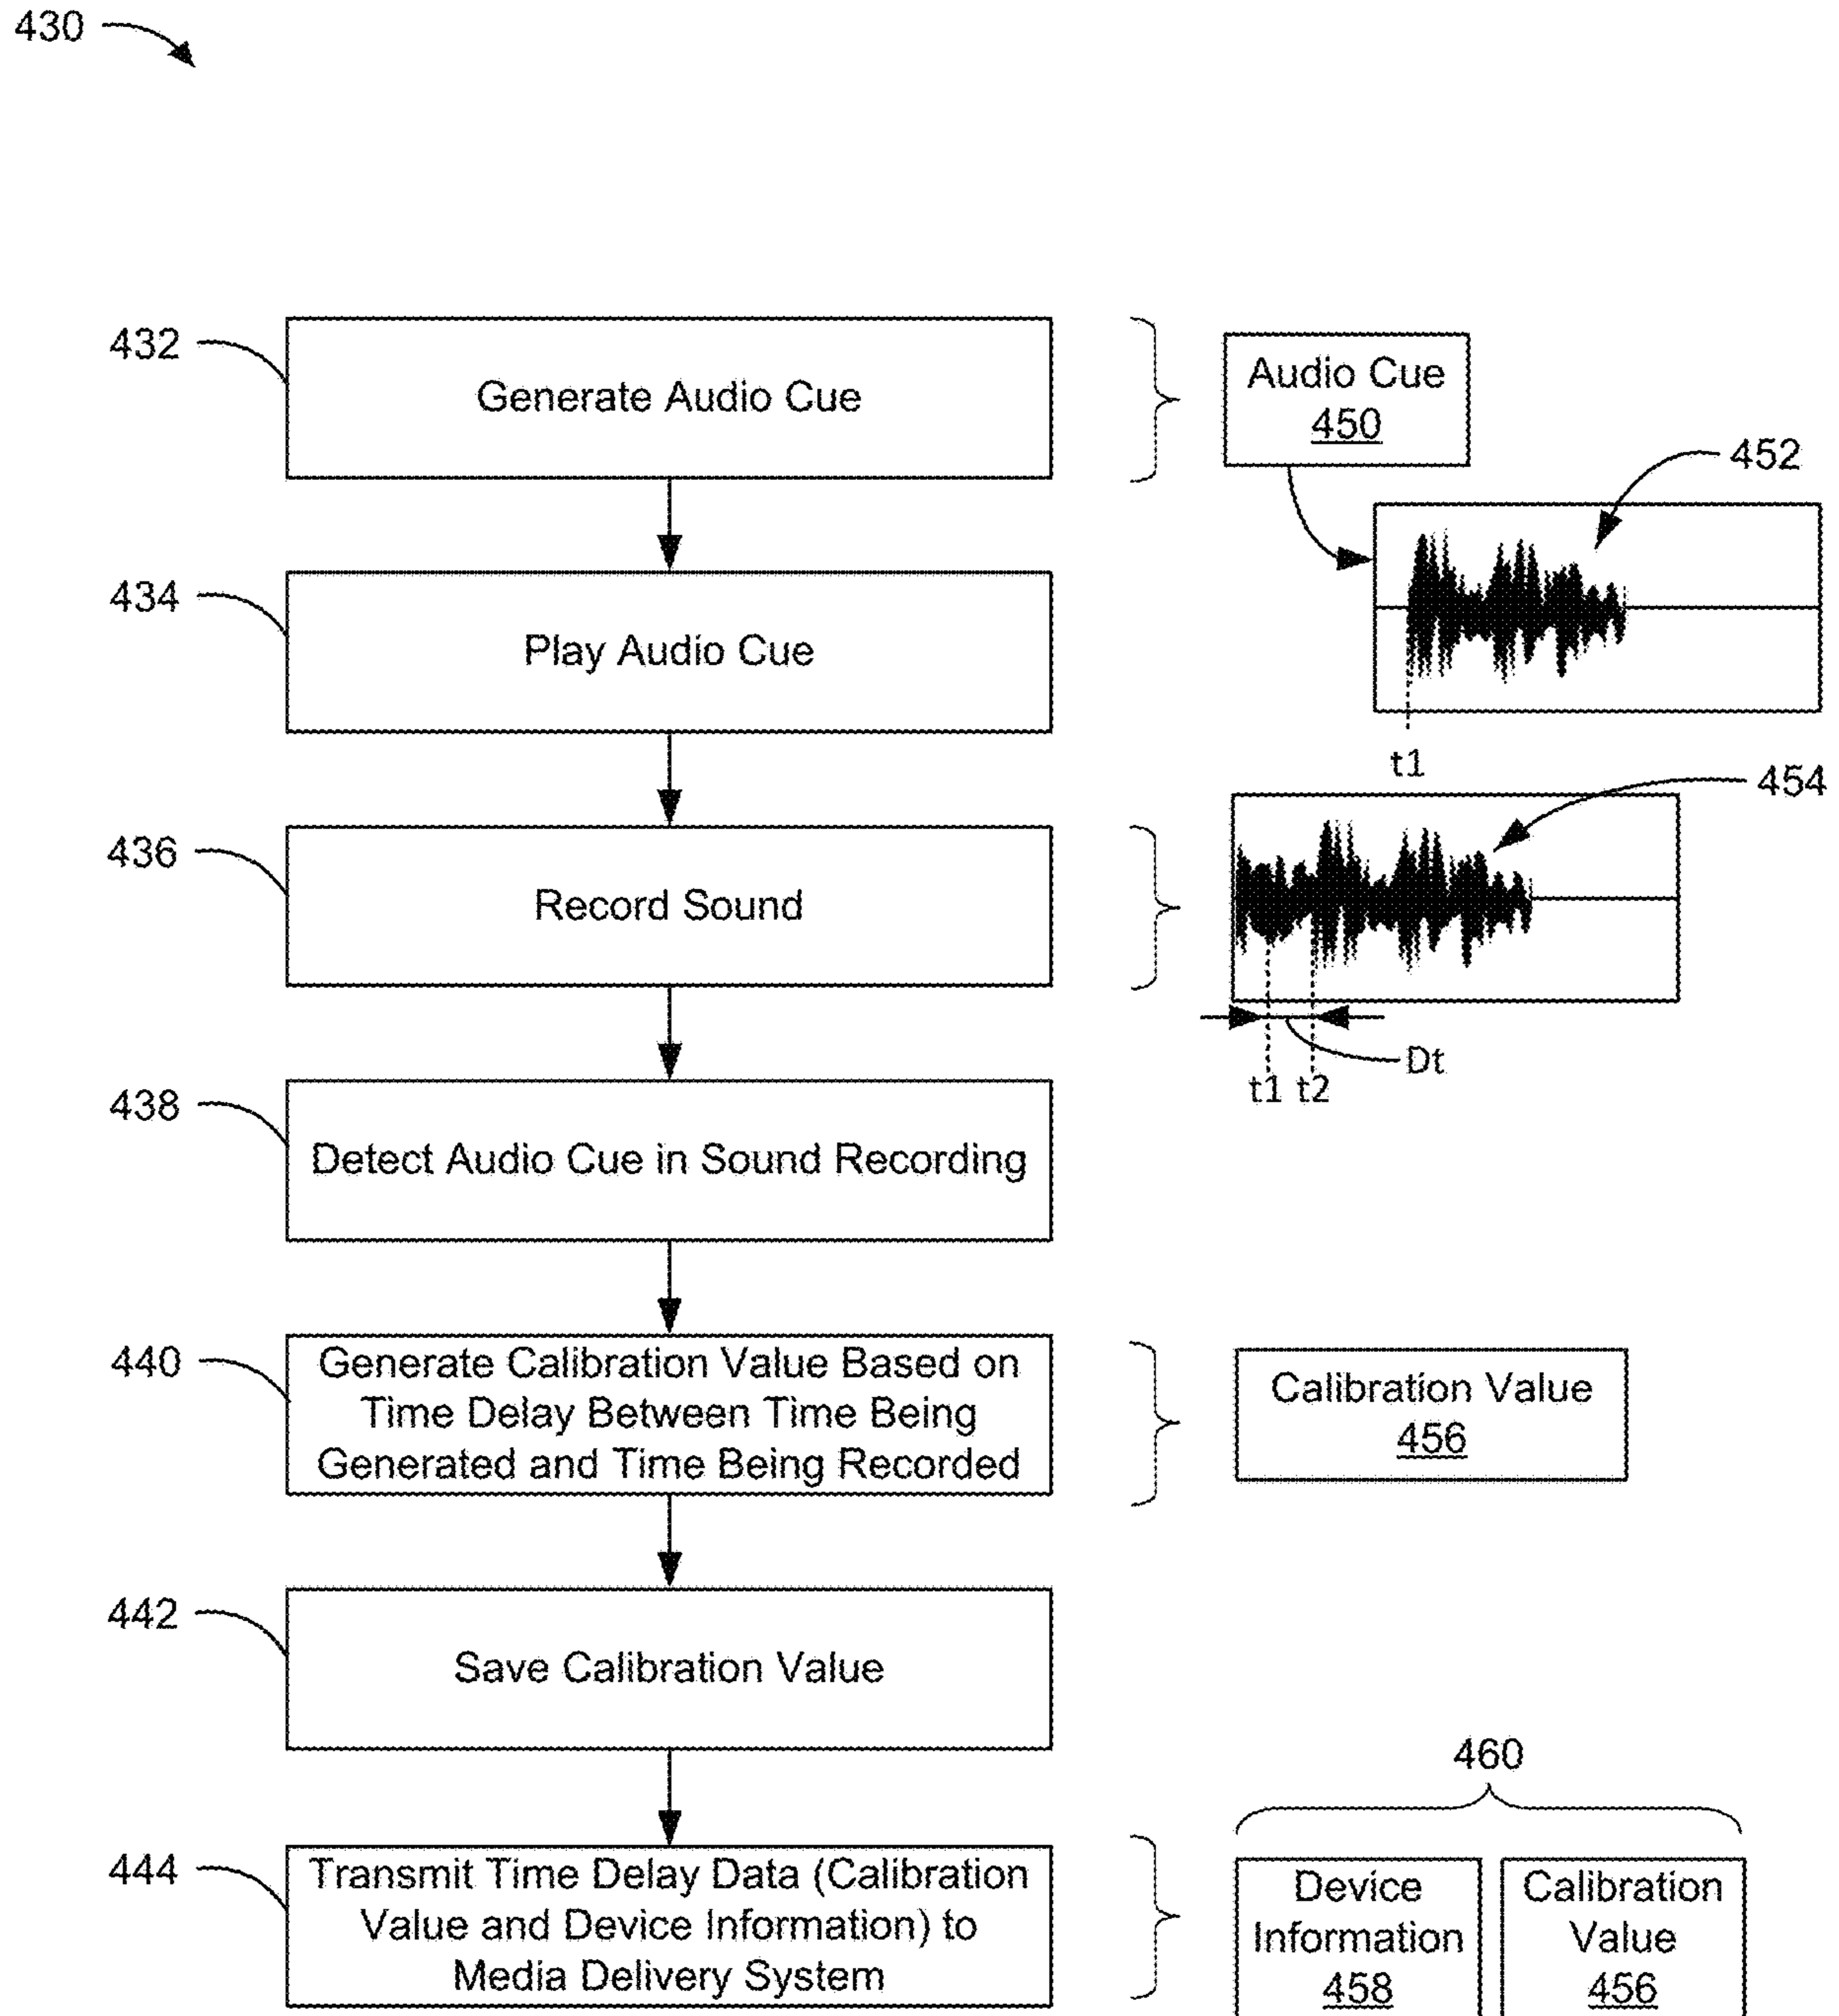 430
432
Generate Audio Cue
Audio Cue
450
452
434
Play Audio Cue
t1
454
436
Record Sound
Dt
t1 t2
438
Detect Audio Cue in Sound Recording
440
Generate Calibration Value Based on
Time Delay Between Time Being
Generated and Time Being Recorded
Calibration Value
456
442
Save Calibration Value
460
444
Transmit Time Delay Data (Calibration
Value and Device Information) to
Media Delivery System
Device
Information
458
Calibration
Value
456